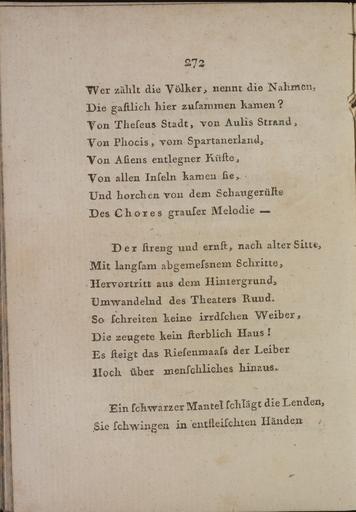 272
Wer zählt die Völker, nennt die Nahmen,
Die gaſtlich hier zuſammen kamen?
Von Theſeus Stadt, von Aulis Strand,
Von Phocis, vom Spartanerland,
Von Aſiens entlegner Küſte,
Von allen Inſeln kamen ſie,
Und horchen von dem Schaugerüſte
Des Chores grauſer Melodie —
Der ſtreng und ernſt, nach alter Sitte,
Mit langſam abgemeſsnem Schritte,
Hervortritt aus dem Hintergrund,
Umwandelnd des Theaters Rund.
So ſchreiten keine irrdſchen Weiber,
Die zeugete kein ſterblich Haus!
Es ſteigt das Rieſenmaaſs der Leiber
Hoch über menſchliches hinaus.
Ein ſchwarzer Mantel ſchlägt die Lenden,
Sie ſchwingen in entfleiſchten Händen